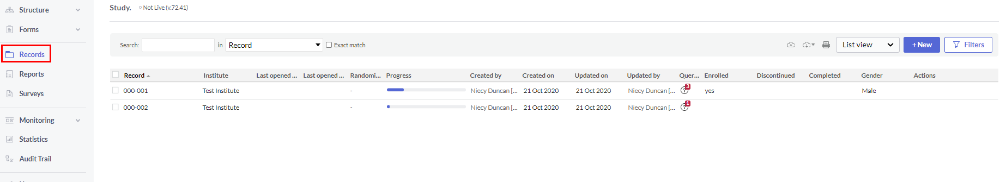 Structure
Forms
Records
Reports
Surveys
Monitoring
Statistics
Audit Trail
Study. Not Live (v.72.41)
Search: in Record Exact match List view +New Filters
Record Institute Last opened ... Last opened ... Randomi... Progress Created by Created on Updated on Updated by Quer... Enrolled Discontinued Completed Gender Actions
000-001 Test Institute - Niecy Duncan [... 21 Oct 2020 21 Oct 2020 Niecy Duncan [... ? 3 yes Male
000-002 Test Institute - Niecy Duncan [... 21 Oct 2020 21 Oct 2020 Niecy Duncan [... ? 1